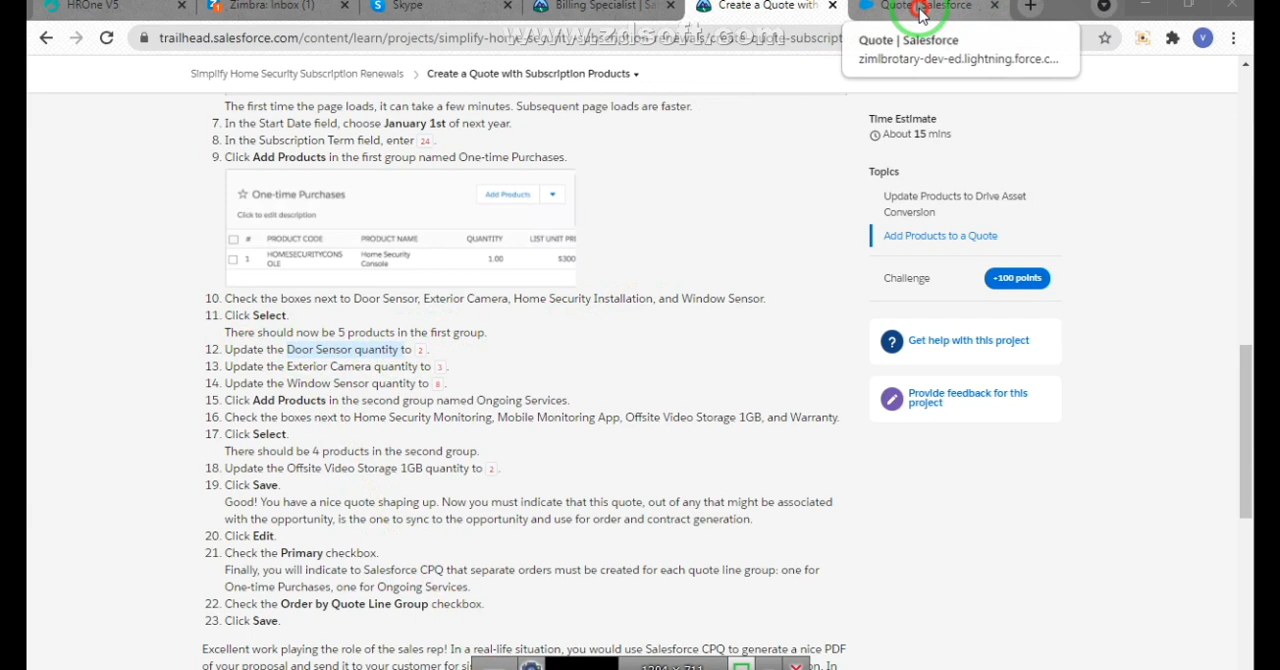 HROne V5
Zimbra: Inbox (1)
Skype
Billing Specialist | Sa
Create a Quote with
Quote | Salesforce
trailhead.salesforce.com/content/learn/projects/simplify-home-security-subscription-renewals/create-quote-subscript
www.zdsoft.com
V
Quote | Salesforce
zimlbrotary-dev-ed.lightning.force.c...
Simplify Home Security Subscription Renewals
Create a Quote with Subscription Products
The first time the page loads, it can take a few minutes. Subsequent page loads are faster.
7. In the Start Date field, choose January 1st of next year.
8. In the Subscription Term field, enter 24 .
9. Click Add Products in the first group named One-time Purchases.
One-time Purchases
Add Products
Click to edit description
# PRODUCT CODE PRODUCT NAME QUANTITY LIST UNIT PRI
1 HOMESECURITYCONSOLE Home Security Console 1.00 $300
10. Check the boxes next to Door Sensor, Exterior Camera, Home Security Installation, and Window Sensor.
11. Click Select.
There should now be 5 products in the first group.
12. Update the Door Sensor quantity to 2 .
13. Update the Exterior Camera quantity to 3 .
14. Update the Window Sensor quantity to 8 .
15. Click Add Products in the second group named Ongoing Services.
16. Check the boxes next to Home Security Monitoring, Mobile Monitoring App, Offsite Video Storage 1GB, and Warranty.
17. Click Select.
There should be 4 products in the second group.
18. Update the Offsite Video Storage 1GB quantity to 2 .
19. Click Save.
Good! You have a nice quote shaping up. Now you must indicate that this quote, out of any that might be associated
with the opportunity, is the one to sync to the opportunity and use for order and contract generation.
20. Click Edit.
21. Check the Primary checkbox.
Finally, you will indicate to Salesforce CPQ that separate orders must be created for each quote line group: one for
One-time Purchases, one for Ongoing Services.
22. Check the Order by Quote Line Group checkbox.
23. Click Save.
Excellent work playing the role of the sales rep! In a real-life situation, you would use Salesforce CPQ to generate a nice PDF
of your proposal and send it to your customer for si
on. In
Time Estimate
About 15 mins
Topics
Update Products to Drive Asset
Conversion
Add Products to a Quote
Challenge
+100 points
Get help with this project
Provide feedback for this
project